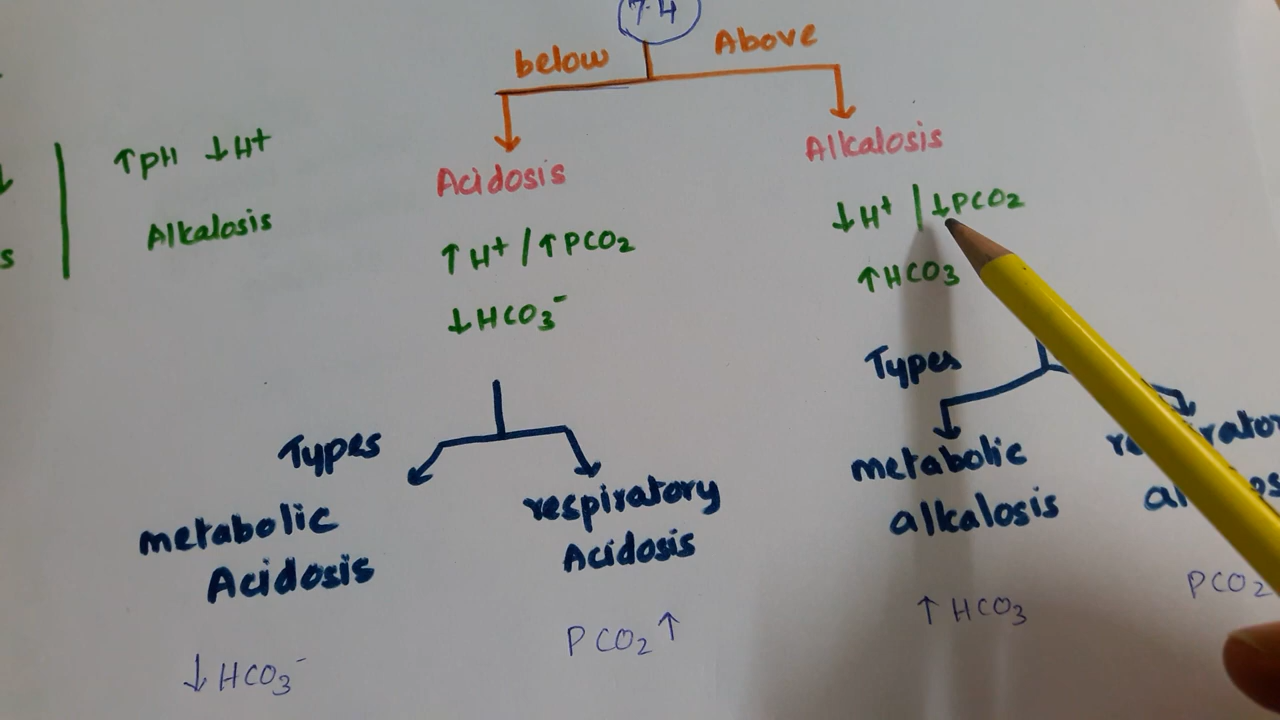 7.4
below
Above
Acidosis
Alkalosis
↑pH ↓H⁺
Alkalosis
↑H⁺ / ↑PCO₂
↓HCO₃⁻
↓H⁺ / ↓PCO₂
↑HCO₃
Types
metabolic
Acidosis
respiratory
Acidosis
↓HCO₃⁻
PCO₂ ↑
Types
metabolic
alkalosis
↑HCO₃
PCO₂